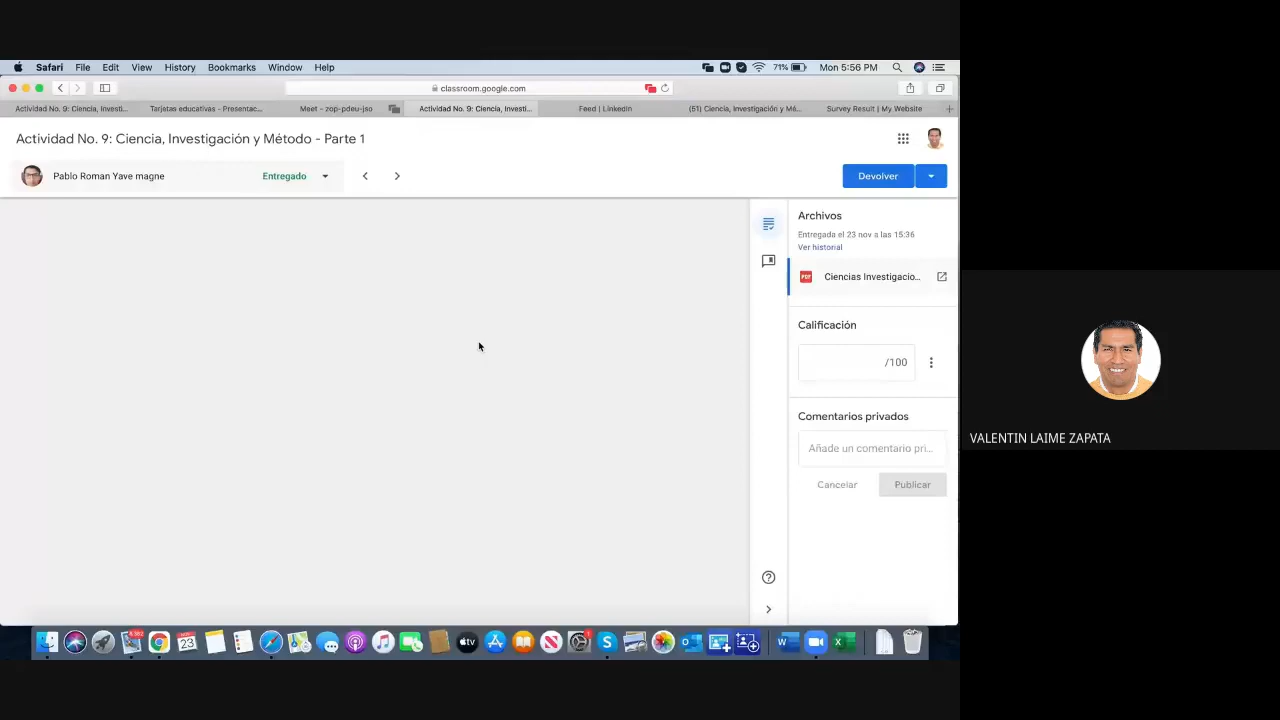 Safari File Edit View History Bookmarks Window Help 71% Mon 5:56 PM
classroom.google.com
Actividad No. 9: Ciencia, Investi... Tarjetas educativas - Presentac... Meet - zop-pdeu-jso Actividad No. 9: Ciencia, Investi... Feed | LinkedIn (51) Ciencia, Investigación y Mé... Survey Result | My Website
Actividad No. 9: Ciencia, Investigación y Método - Parte 1
Pablo Roman Yave magne Entregado Devolver
Archivos
Entregada el 23 nov a las 15:36
Ver historial
PDF Ciencias Investigacio...
Calificación
/100
Comentarios privados
Añade un comentario pri...
Cancelar Publicar
VALENTIN LAIME ZAPATA
23
tv